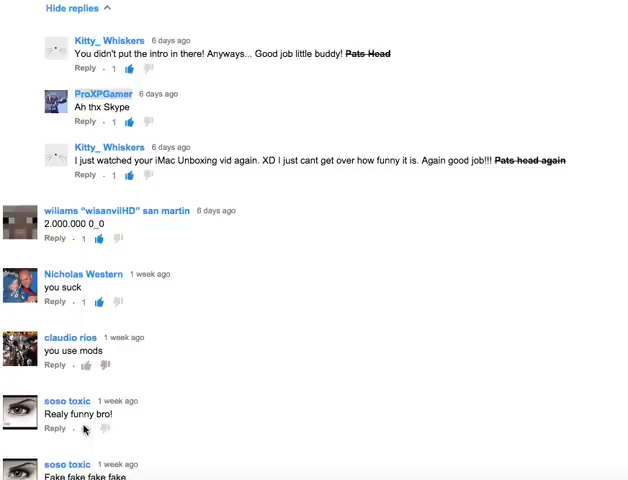 Hide replies
Kitty_ Whiskers 6 days ago
You didn't put the intro in there! Anyways... Good job little buddy! Pats Head
Reply · 1
ProXPGamer 6 days ago
Ah thx Skype
Reply · 1
Kitty_ Whiskers 6 days ago
I just watched your iMac Unboxing vid again. XD I just cant get over how funny it is. Again good job!!! Pats head again
Reply · 1
wiliams “wisanvilHD” san martin 6 days ago
2.000.000 0_0
Reply · 1
Nicholas Western 1 week ago
you suck
Reply · 1
claudio rios 1 week ago
you use mods
Reply ·
soso toxic 1 week ago
Realy funny bro!
Reply ·
soso toxic 1 week ago
Fake fake fake fake